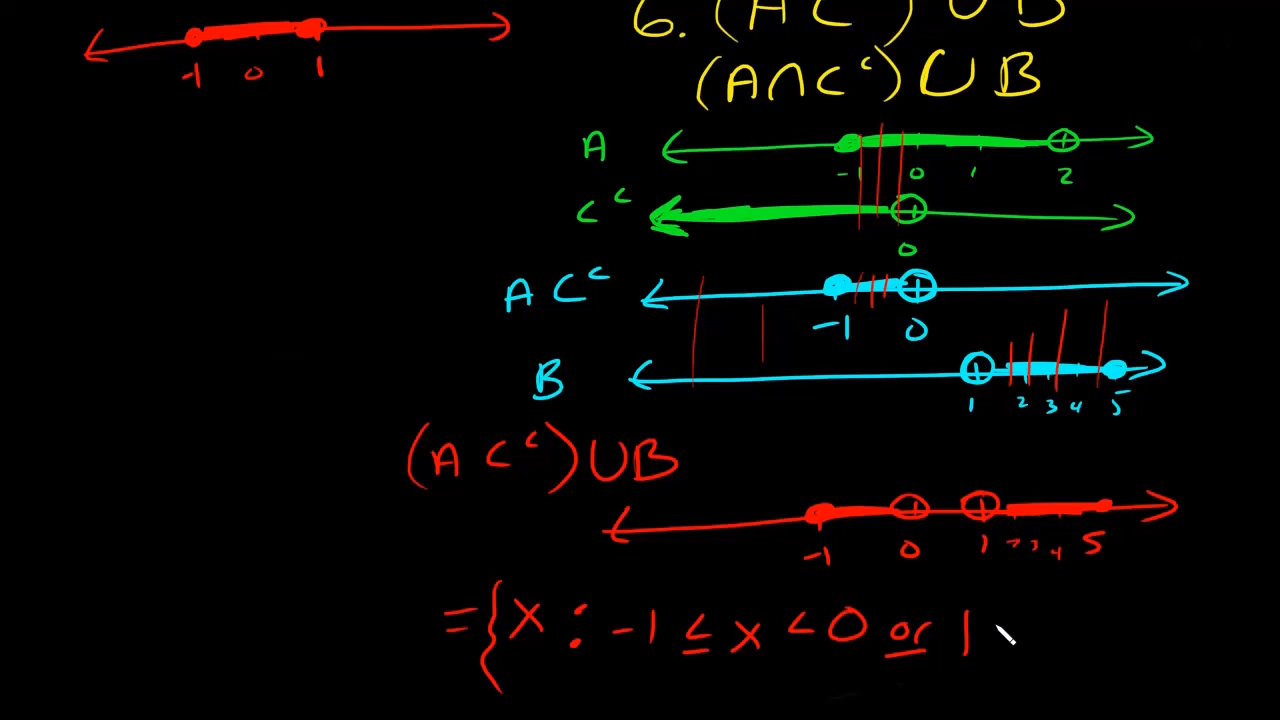 6. (AC^c) ∪ B
-1 0 1
(A∩C^c) ∪ B
A
-1 0 1 2
C^c
0
AC^c
-1 0
B
1 2 3 4 5
(AC^c) ∪ B
-1 0 1 2 3 4 5
= { x : -1 ≤ x < 0 or 1